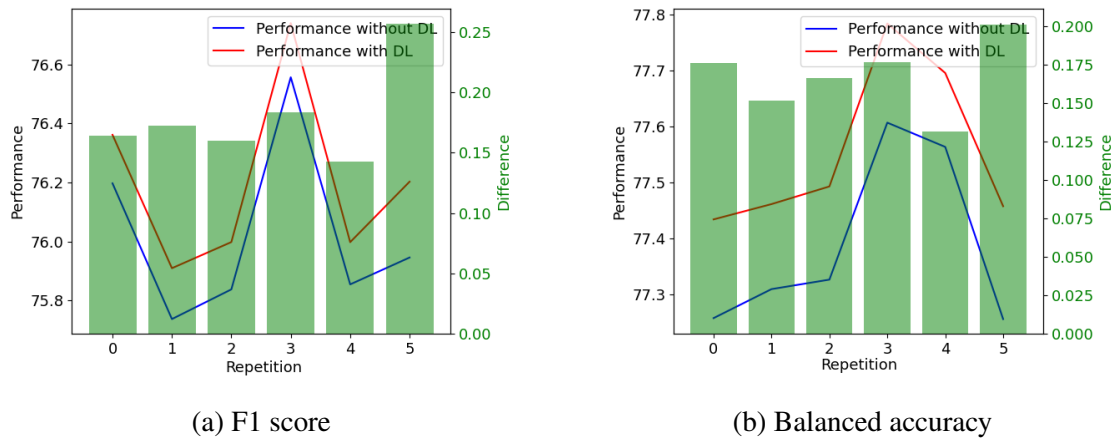 Performance without DL
Performance with DL
76.6
76.4
76.2
76.0
75.8
Performance
0.25
0.20
0.15
0.10
0.05
0.00
Difference
0 1 2 3 4 5
Repetition
(a) F1 score
Performance without DL
Performance with DL
77.8
77.7
77.6
77.5
77.4
77.3
Performance
0.200
0.175
0.150
0.125
0.100
0.075
0.050
0.025
0.000
Difference
0 1 2 3 4 5
Repetition
(b) Balanced accuracy